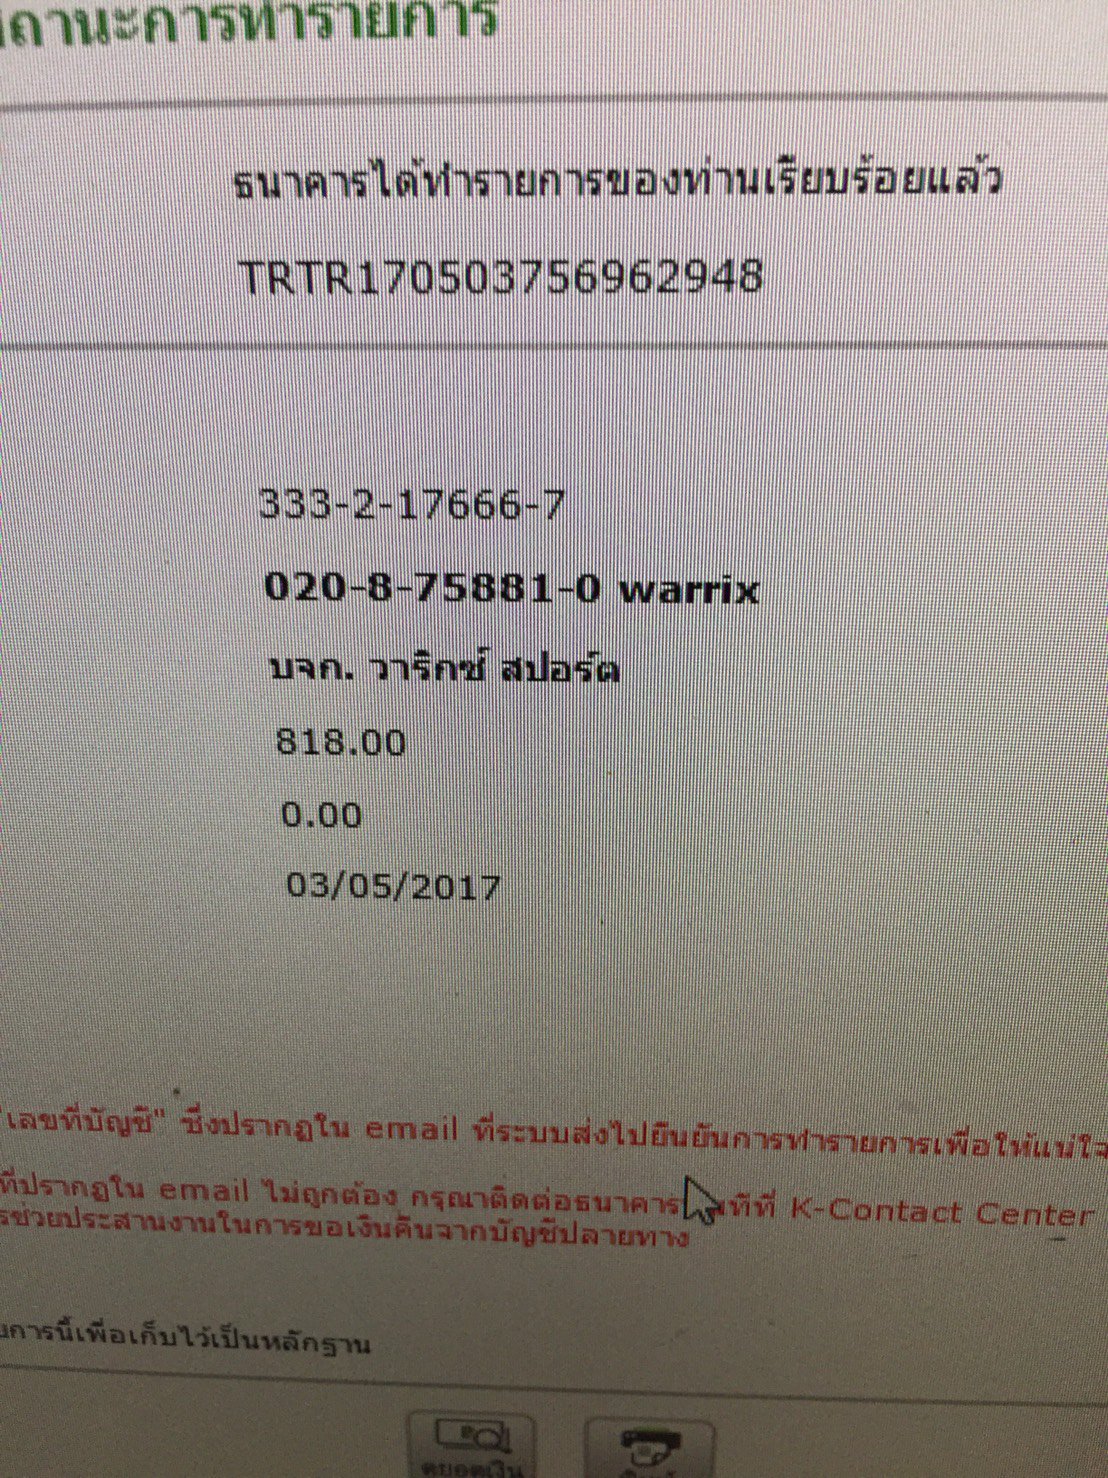 สถานะการทำรายการ
ธนาคารได้ทำรายการของท่านเรียบร้อยแล้ว
TRTR170503756962948
333-2-17666-7
020-8-75881-0 warrix
บจก. วาริกซ์ สปอร์ต
818.00
0.00
03/05/2017
"เลขที่บัญชี" ซึ่งปรากฏใน email ที่ระบบส่งไปยืนยันการทำรายการเพื่อให้แน่ใจ
ที่ปรากฏใน email ไม่ถูกต้อง กรุณาติดต่อธนาคาร ที่ K-Contact Center
ช่วยประสานงานในการขอเงินคืนจากบัญชีปลายทาง
การนี้เพื่อเก็บไว้เป็นหลักฐาน